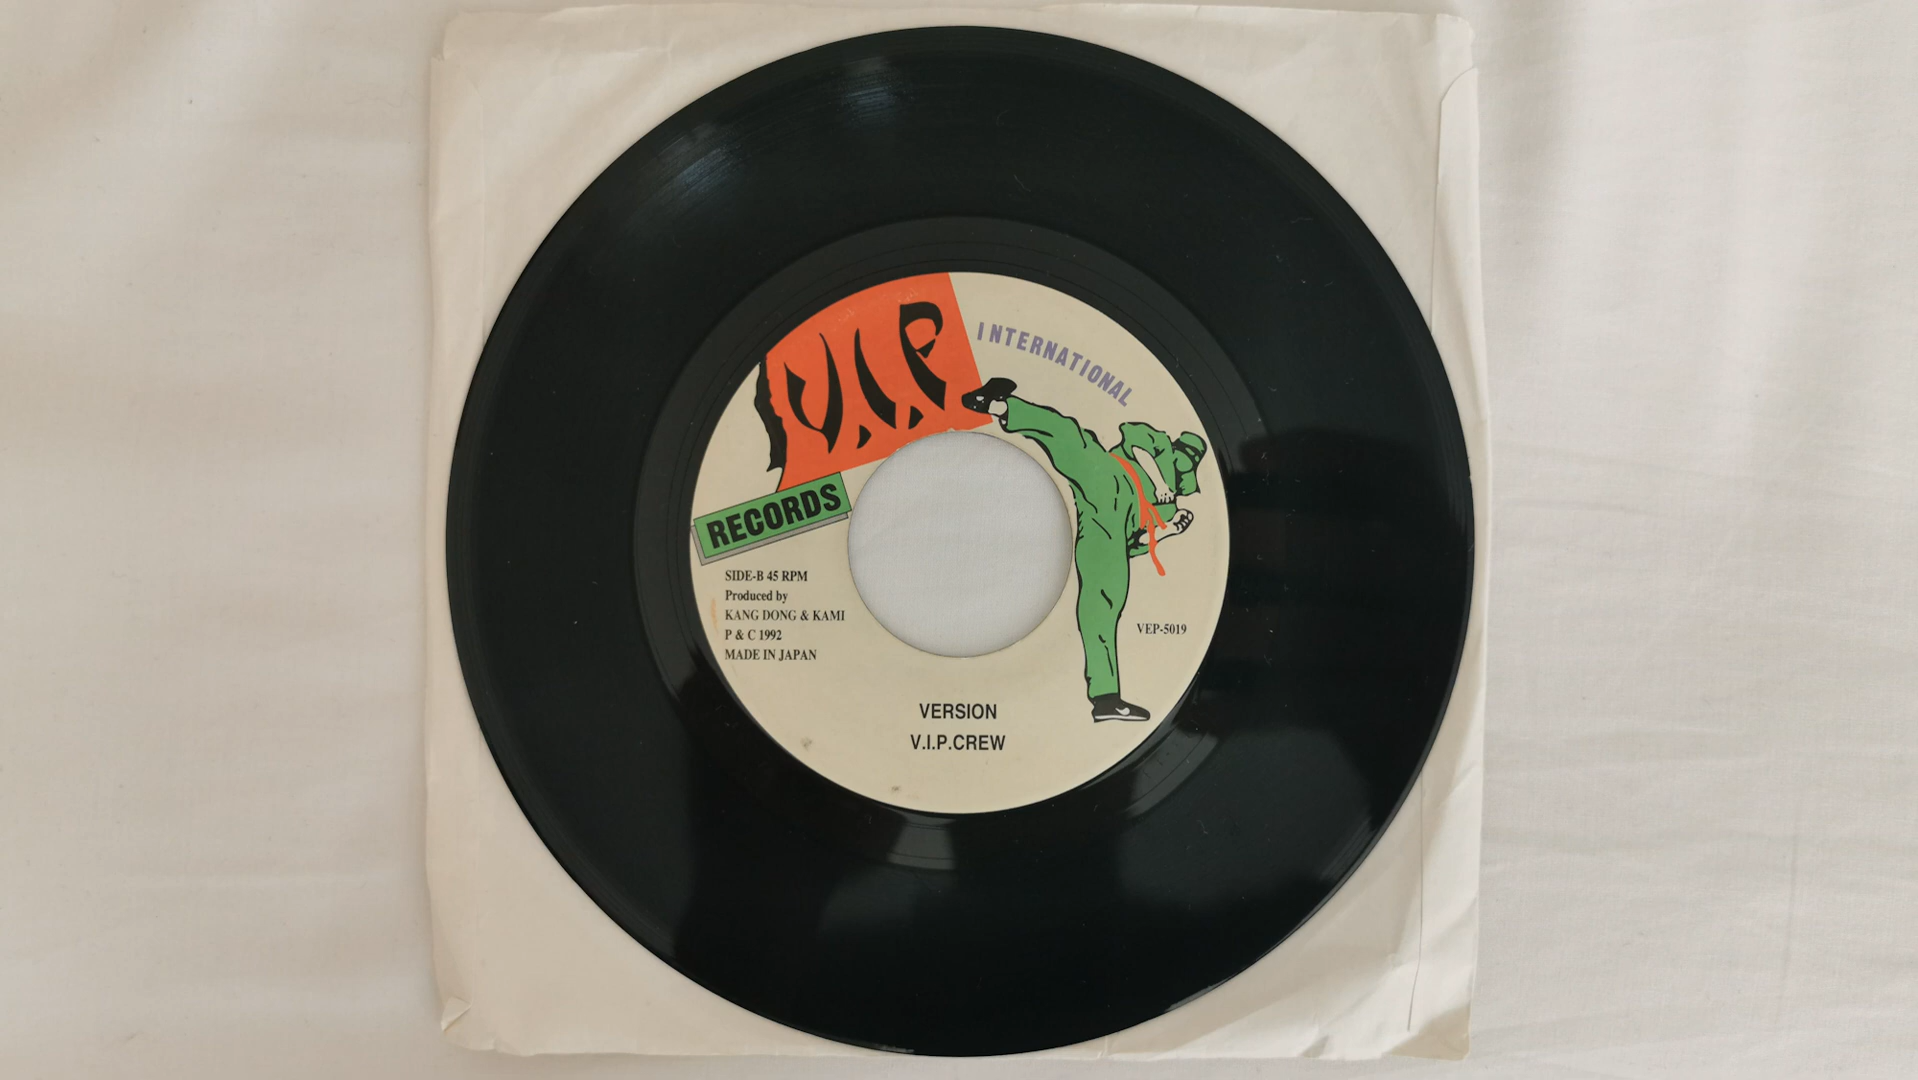 V.I.P
INTERNATIONAL
RECORDS
SIDE-B 45 RPM
Produced by
KANG DONG & KAMI
P & C 1992
MADE IN JAPAN
VEP-5019
VERSION
V.I.P.CREW